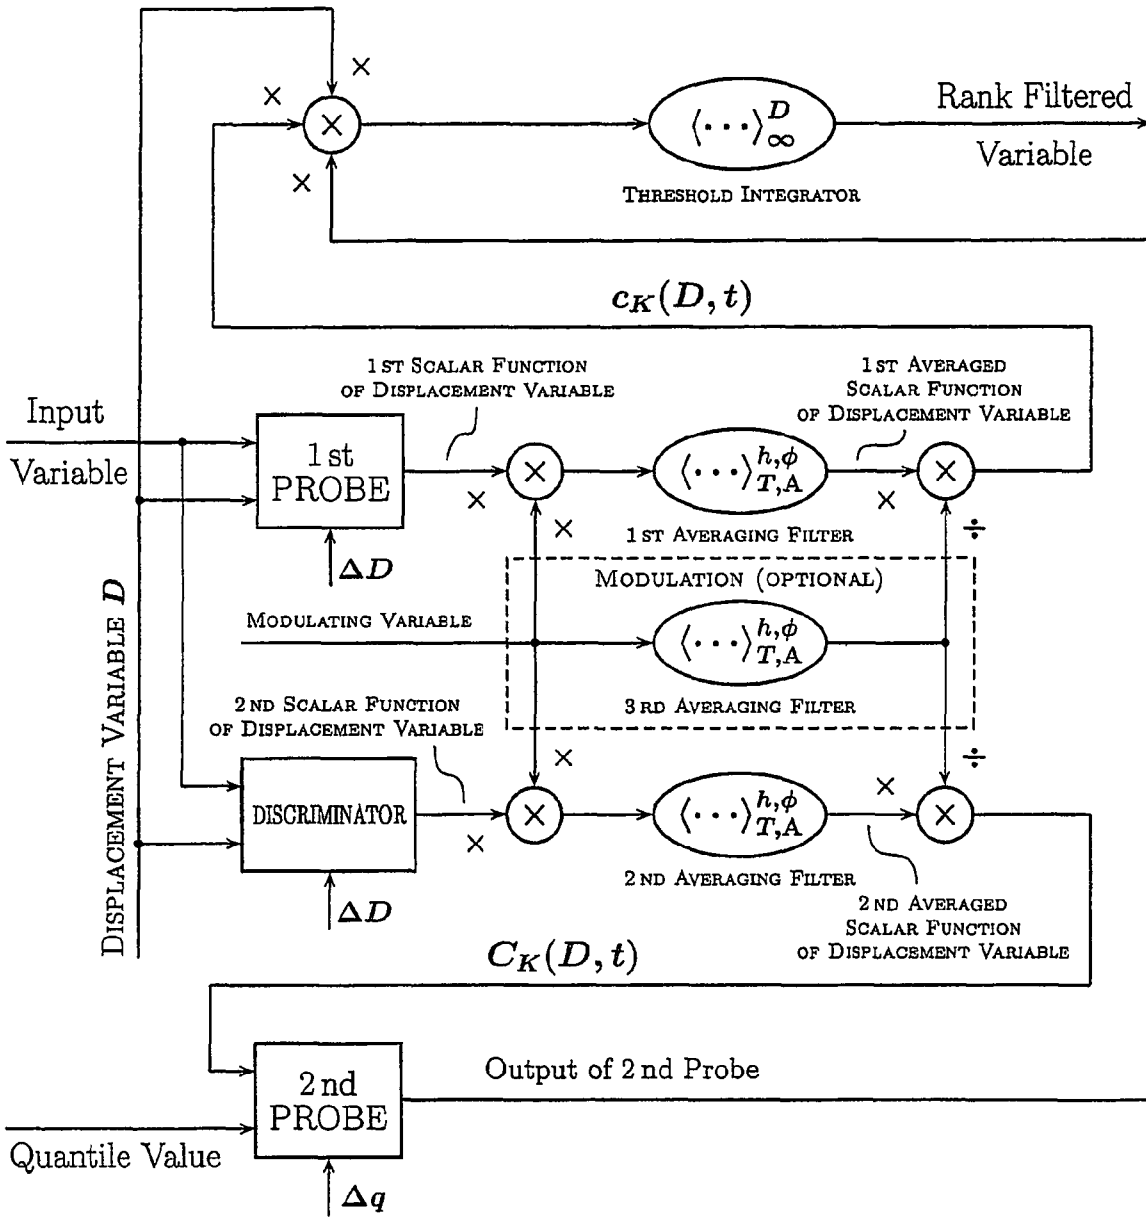 ×
×
×
×
⟨···⟩ D ∞
THRESHOLD INTEGRATOR
Rank Filtered
Variable
c_K(D, t)
1ST SCALAR FUNCTION
OF DISPLACEMENT VARIABLE
1ST AVERAGED
SCALAR FUNCTION
OF DISPLACEMENT VARIABLE
Input
Variable
1st
PROBE
ΔD
×
×
×
⟨···⟩ h,ϕ T,A
1ST AVERAGING FILTER
×
×
÷
MODULATION (OPTIONAL)
MODULATING VARIABLE
⟨···⟩ h,ϕ T,A
3RD AVERAGING FILTER
DISPLACEMENT VARIABLE D
2ND SCALAR FUNCTION
OF DISPLACEMENT VARIABLE
DISCRIMINATOR
ΔD
×
×
×
⟨···⟩ h,ϕ T,A
2ND AVERAGING FILTER
×
×
÷
2ND AVERAGED
SCALAR FUNCTION
OF DISPLACEMENT VARIABLE
C_K(D, t)
2nd
PROBE
Output of 2nd Probe
Quantile Value
Δq